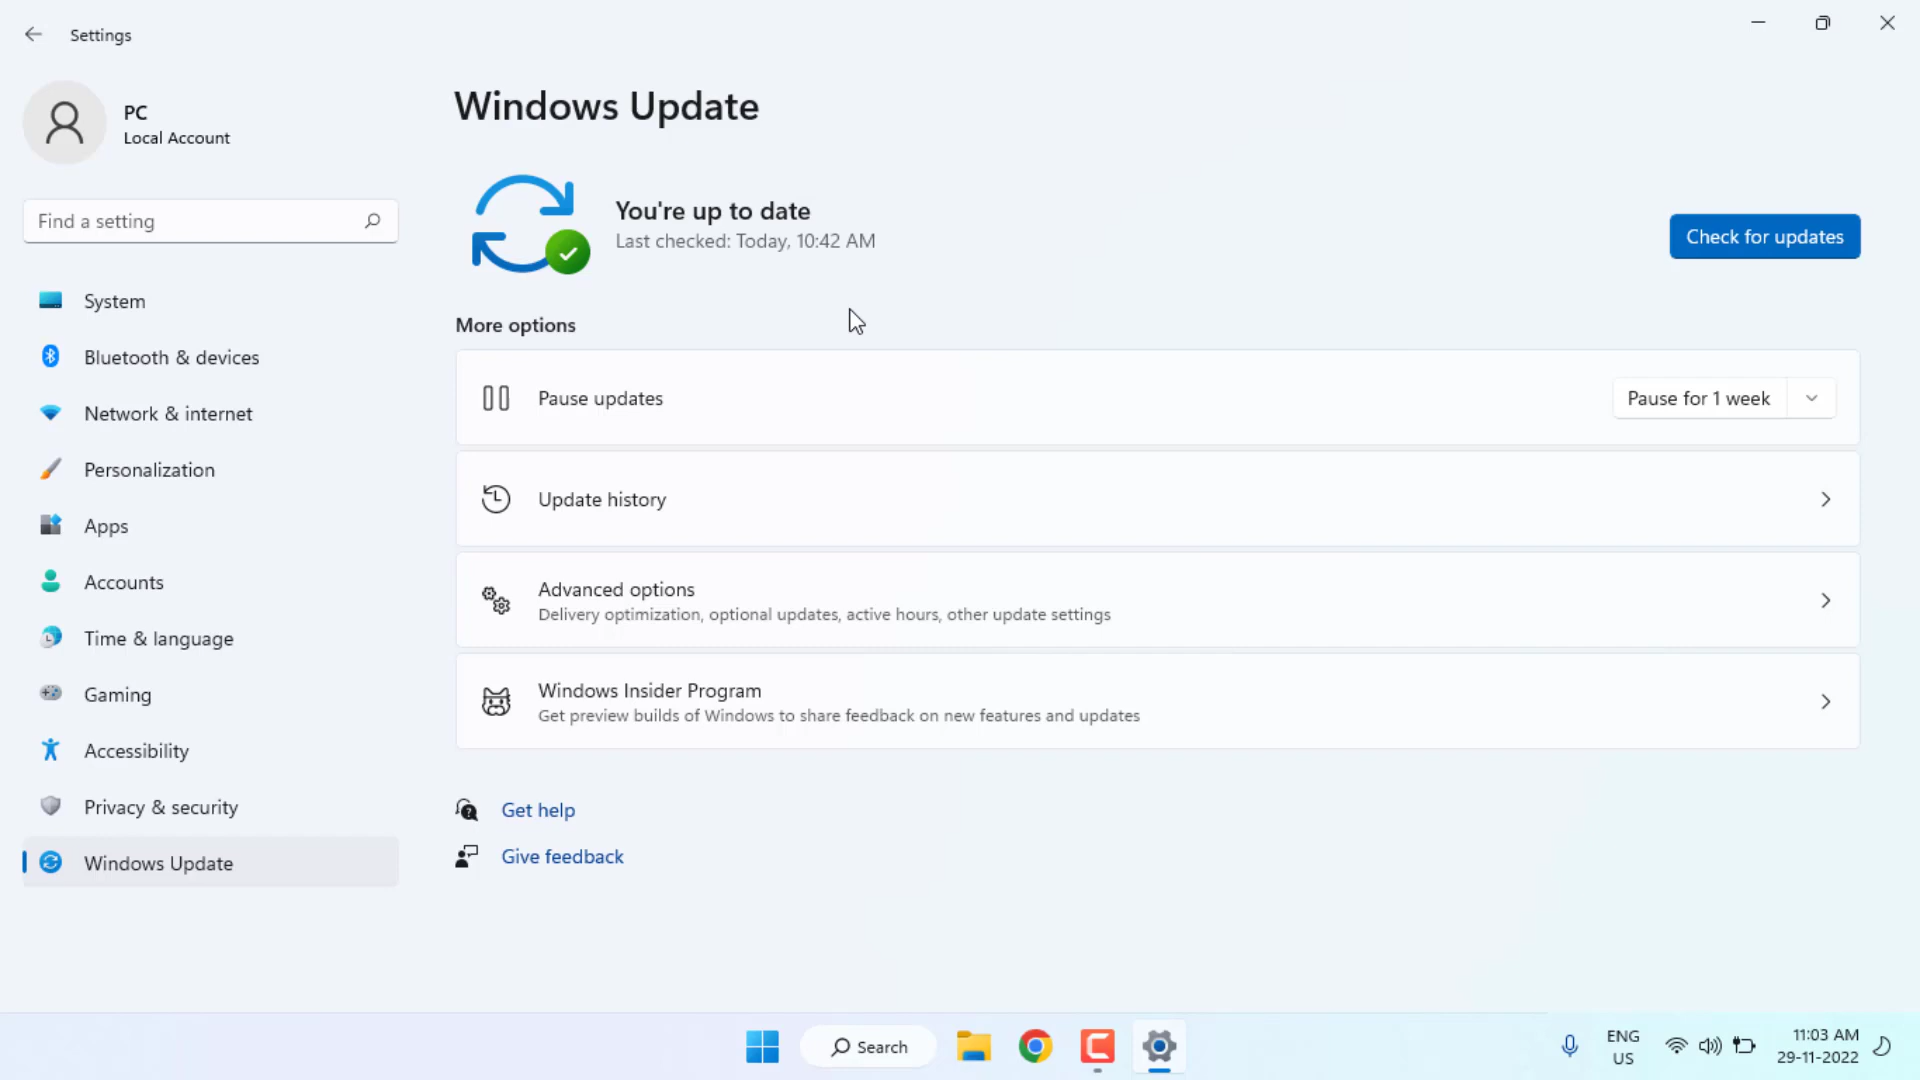 Settings
PC
Local Account
Find a setting
System
Bluetooth & devices
Network & internet
Personalization
Apps
Accounts
Time & language
Gaming
Accessibility
Privacy & security
Windows Update
Windows Update
You're up to date
Last checked: Today, 10:42 AM
Check for updates
More options
Pause updates
Pause for 1 week
Update history
Advanced options
Delivery optimization, optional updates, active hours, other update settings
Windows Insider Program
Get preview builds of Windows to share feedback on new features and updates
Get help
Give feedback
Search
ENG
US
11:03 AM
29-11-2022